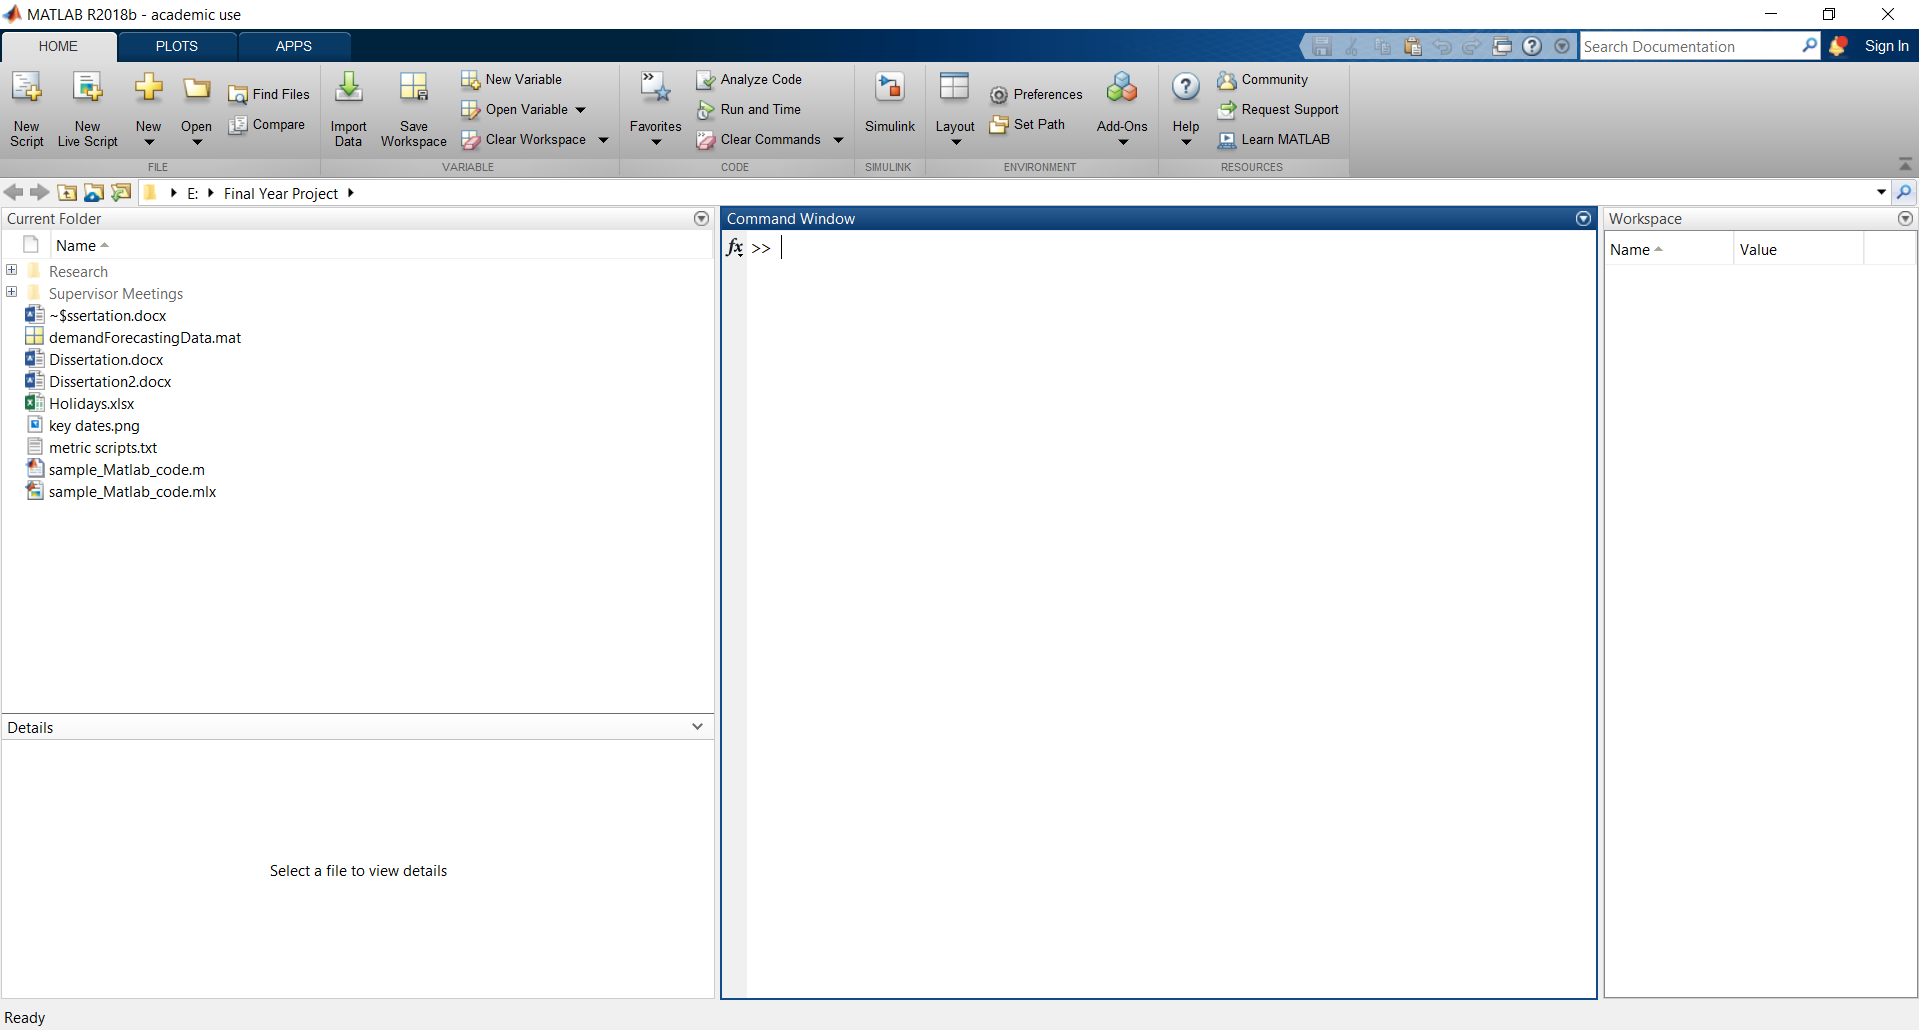 MATLAB R2018b - academic use
HOME PLOTS APPS
Search Documentation
Sign In
New Script
New Live Script
New
Open
Find Files
Compare
FILE
Import Data
Save Workspace
New Variable
Open Variable
Clear Workspace
VARIABLE
Favorites
Analyze Code
Run and Time
Clear Commands
CODE
Simulink
SIMULINK
Layout
Preferences
Set Path
Add-Ons
ENVIRONMENT
Help
Community
Request Support
Learn MATLAB
RESOURCES
E: Final Year Project
Current Folder
Name
Research
Supervisor Meetings
~$ssertation.docx
demandForecastingData.mat
Dissertation.docx
Dissertation2.docx
Holidays.xlsx
key dates.png
metric scripts.txt
sample_Matlab_code.m
sample_Matlab_code.mlx
Details
Select a file to view details
Command Window
fx >>
Workspace
Name Value
Ready